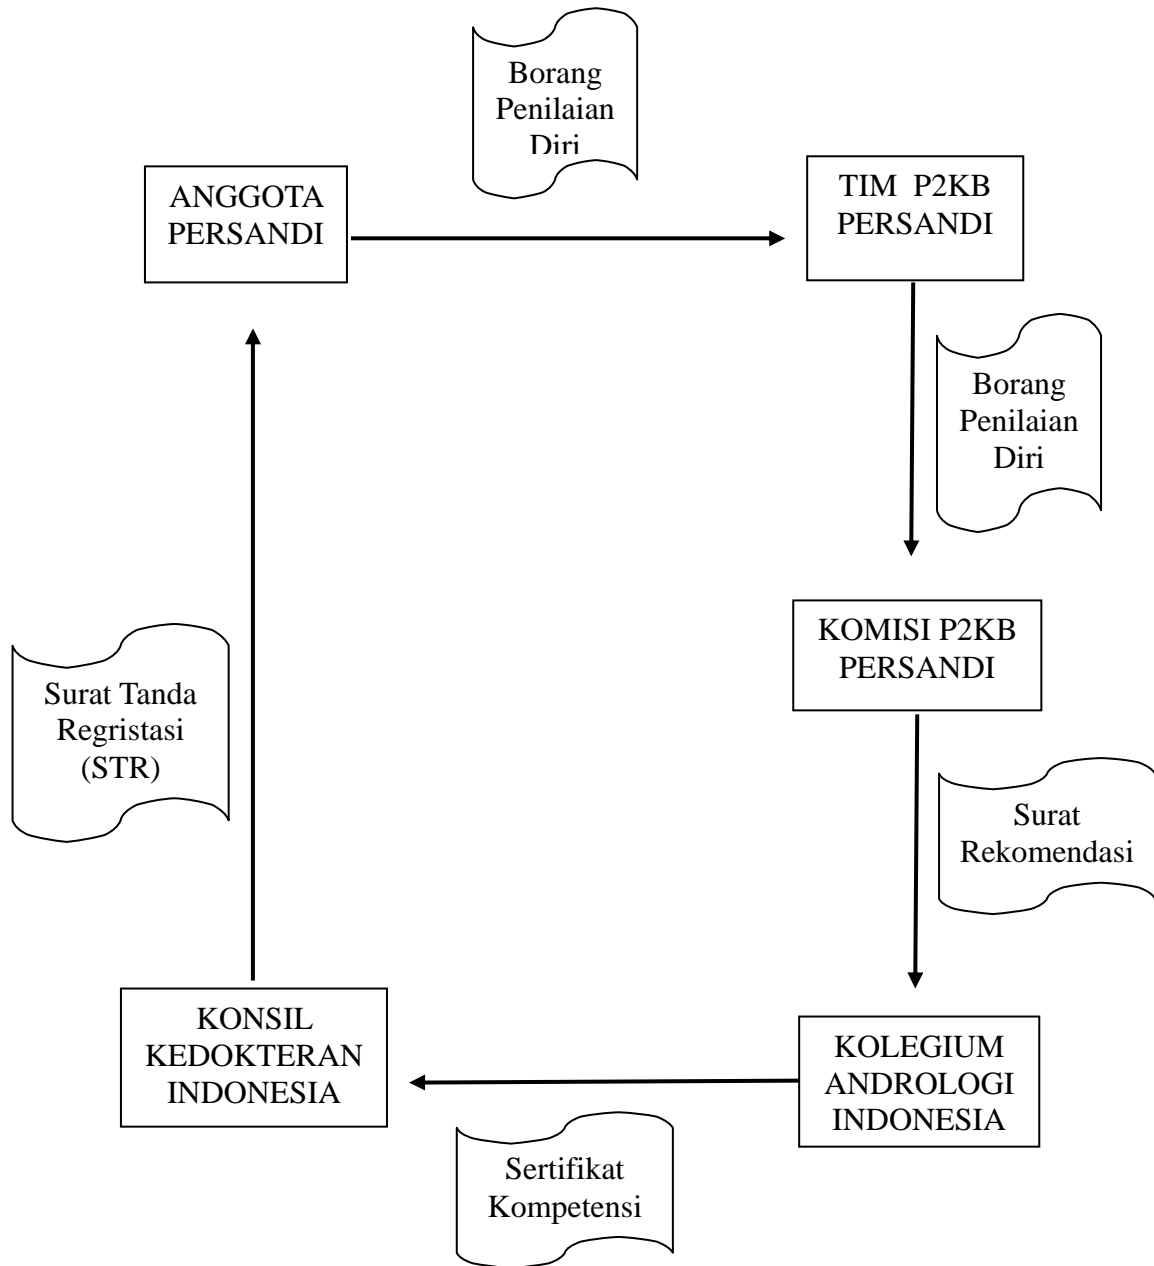 Borang
Penilaian
Diri
ANGGOTA
PERSANDI
TIM P2KB
PERSANDI
Borang
Penilaian
Diri
KOMISI P2KB
PERSANDI
Surat Tanda
Regristasi
(STR)
Surat
Rekomendasi
KONSIL
KEDOKTERAN
INDONESIA
KOLEGIUM
ANDROLOGI
INDONESIA
Sertifikat
Kompetensi